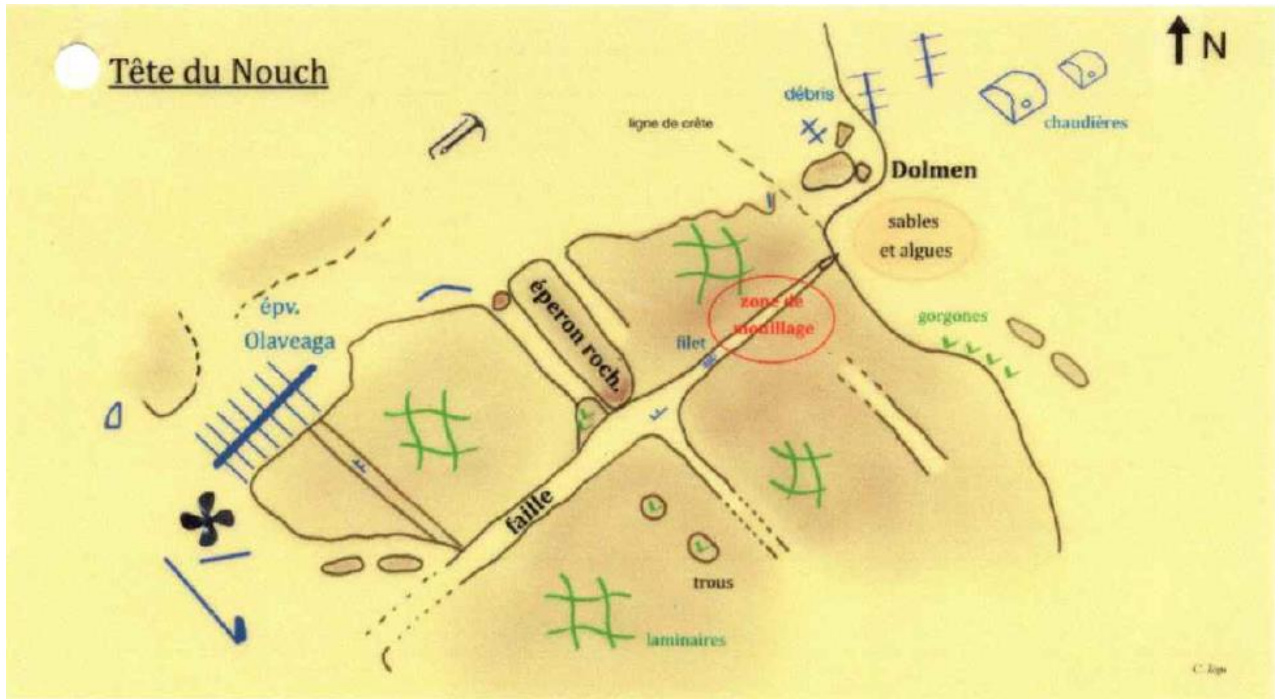 Tête du Nouch
N
débris
chaudières
ligne de crête
Dolmen
sables
et algues
épv.
Olaveaga
éperon roch.
zone de
mouillage
filet
gorgones
faille
trous
laminaires